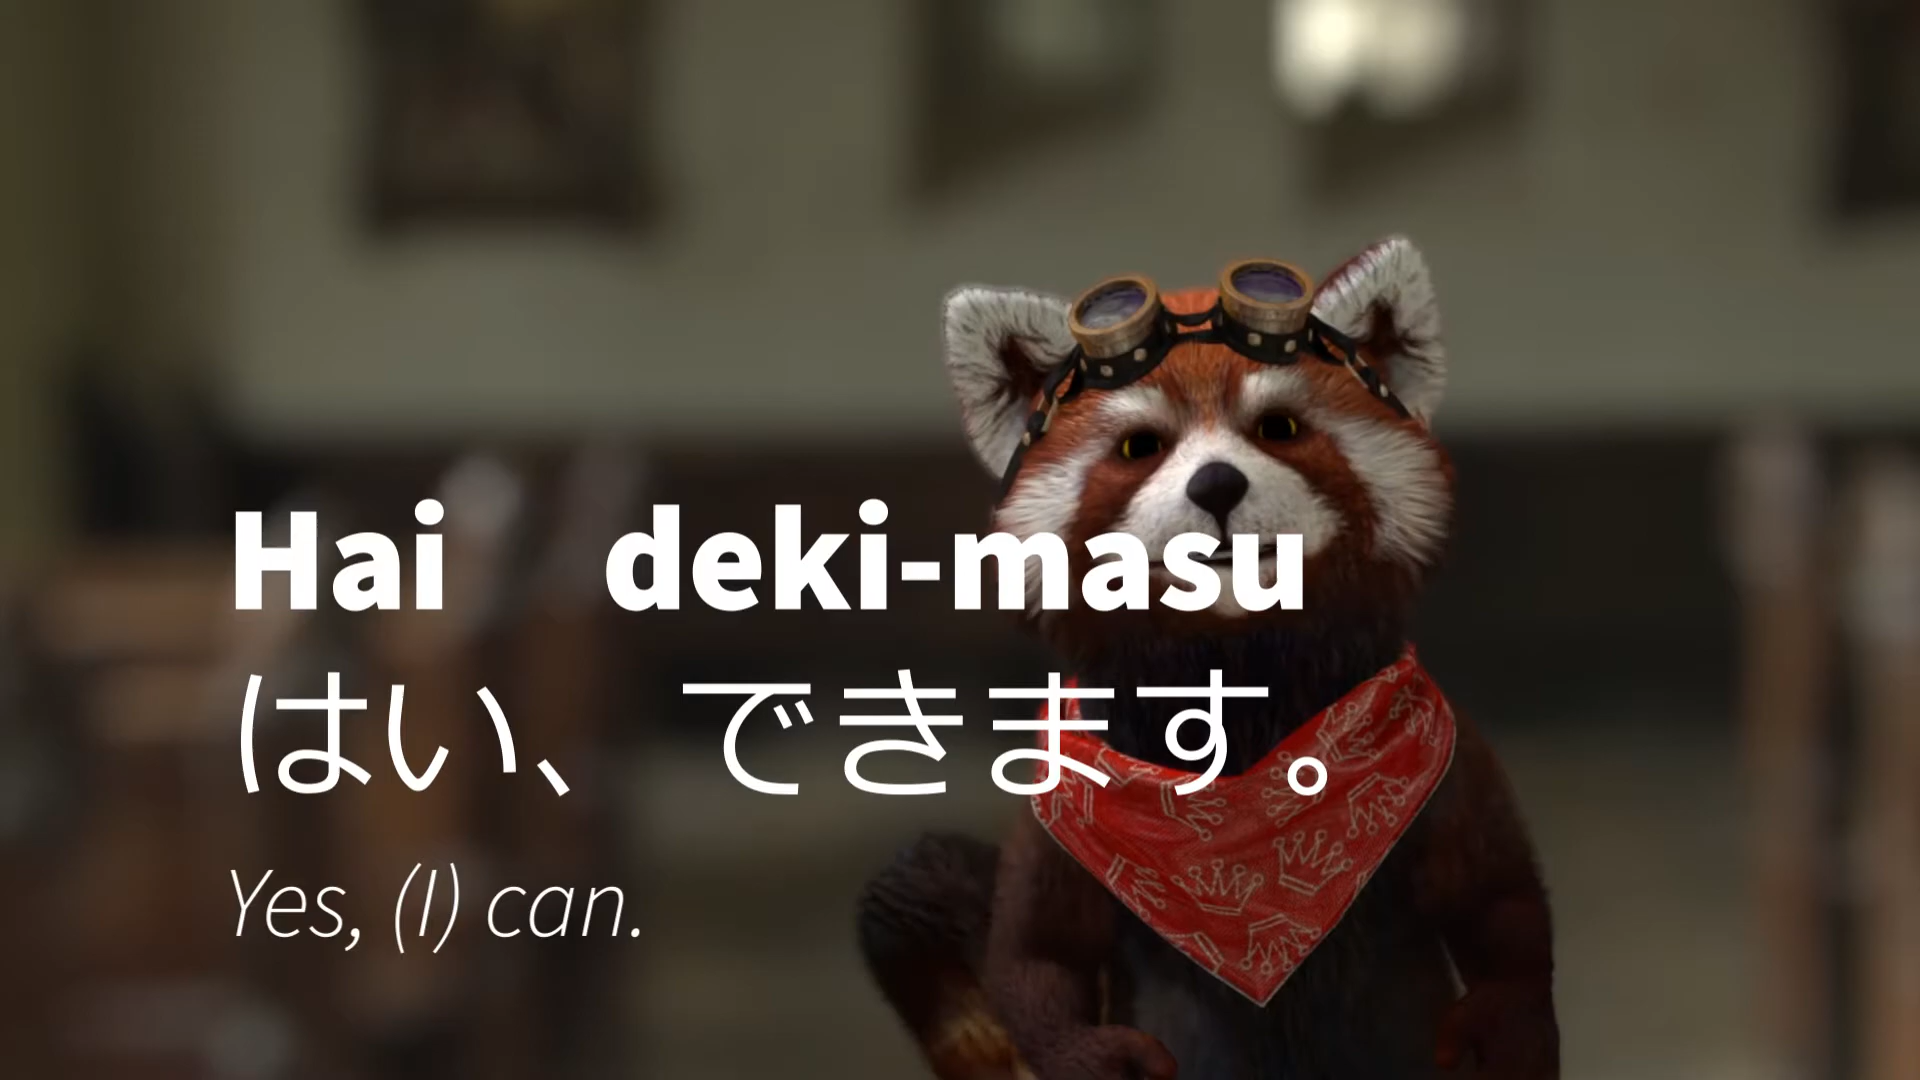 Hai deki-masu
はい、できます。
Yes, (I) can.